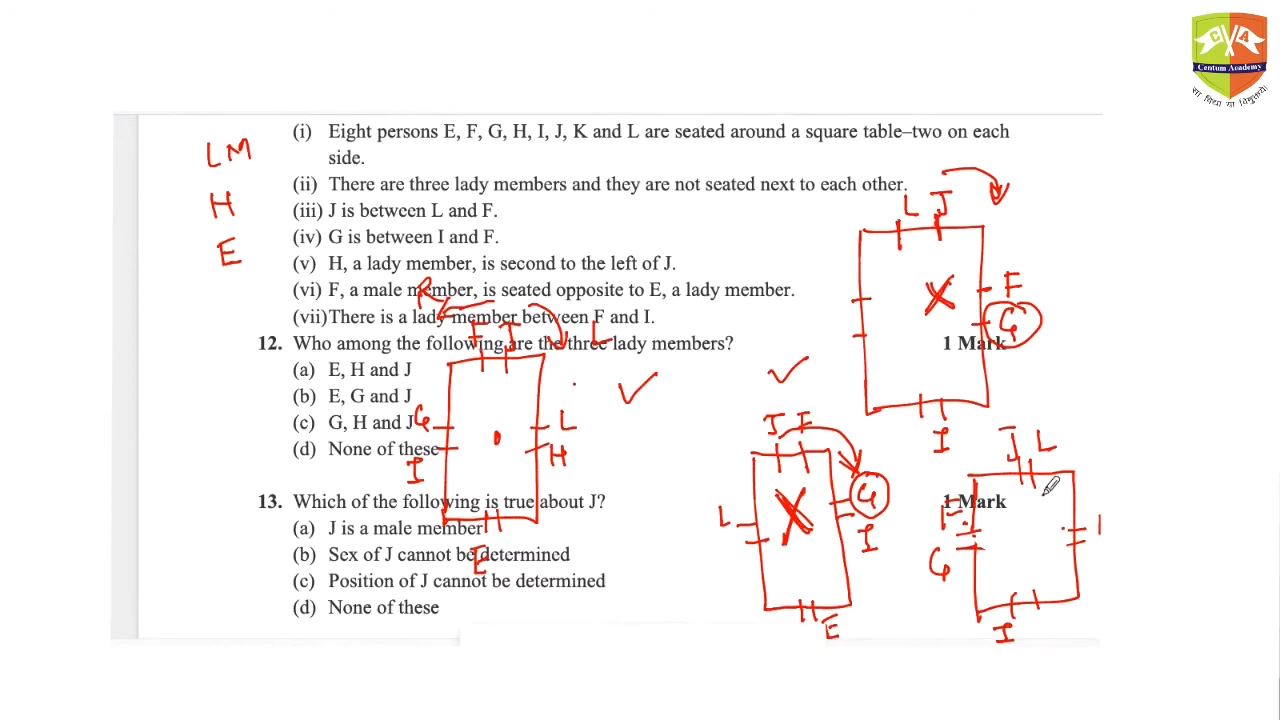 C A
Centum Academy
सा विद्या या विमुक्तये
(i) Eight persons E, F, G, H, I, J, K and L are seated around a square table–two on each
side.
(ii) There are three lady members and they are not seated next to each other.
(iii) J is between L and F.
(iv) G is between I and F.
(v) H, a lady member, is second to the left of J.
(vi) F, a male member, is seated opposite to E, a lady member.
(vii)There is a lady member between F and I.
12. Who among the following are the three lady members? 1 Mark
(a) E, H and J
(b) E, G and J
(c) G, H and J
(d) None of these
13. Which of the following is true about J? 1 Mark
(a) J is a male member
(b) Sex of J cannot be determined
(c) Position of J cannot be determined
(d) None of these
LM
H
E
R
F J L
G L
I H
E
L J
F
G
I
J F
L G
I
E
J L
F
G
I